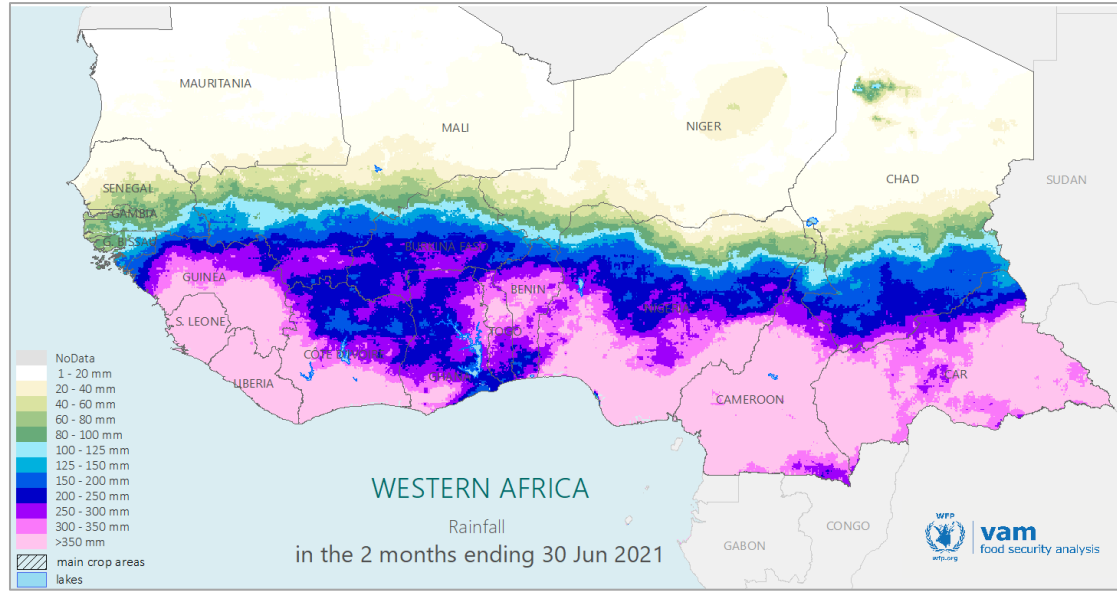 MAURITANIA
MALI
NIGER
CHAD
SUDAN
SENEGAL
GAMBIA
G. BISSAU
BURKINA FASO
GUINEA
BENIN
NIGERIA
S. LEONE
TOGO
CÔTE D'IVOIRE
LIBERIA
GHANA
CAR
CAMEROON
GABON
CONGO
NoData
1 - 20 mm
20 - 40 mm
40 - 60 mm
60 - 80 mm
80 - 100 mm
100 - 125 mm
125 - 150 mm
150 - 200 mm
200 - 250 mm
250 - 300 mm
300 - 350 mm
>350 mm
main crop areas
lakes
WESTERN AFRICA
Rainfall
in the 2 months ending 30 Jun 2021
WFP
wfp.org
vam
food security analysis